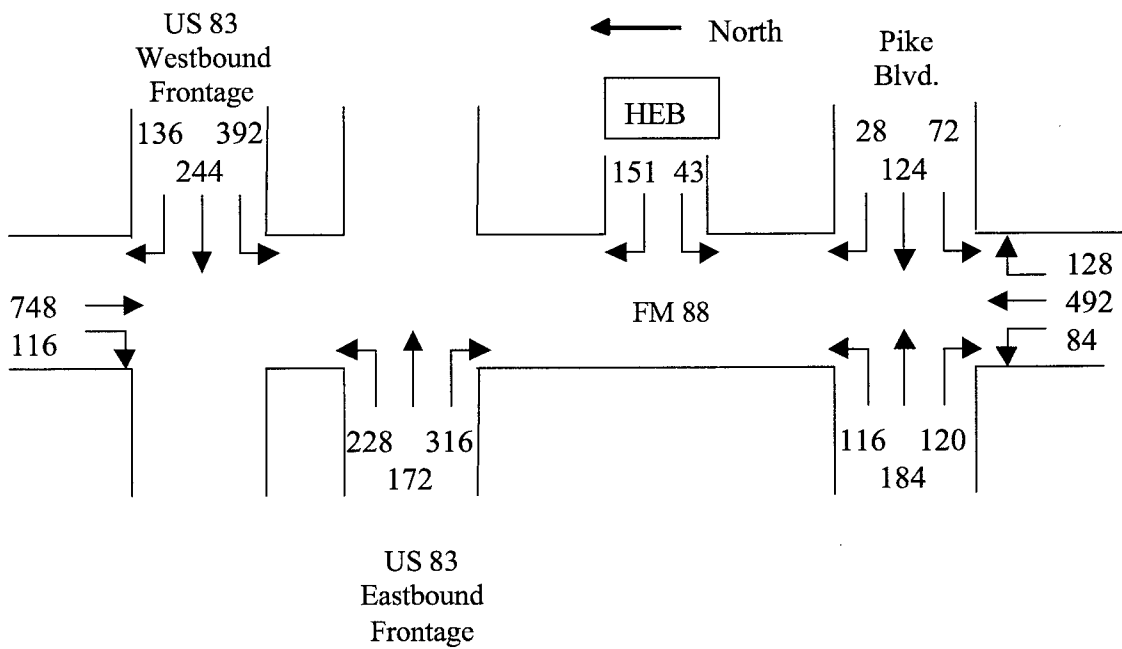 US 83
Westbound
Frontage
North
Pike
Blvd.
HEB
136 392
244
151 43
28 72
124
748
116
FM 88
128
492
84
228 316
172
116 120
184
US 83
Eastbound
Frontage